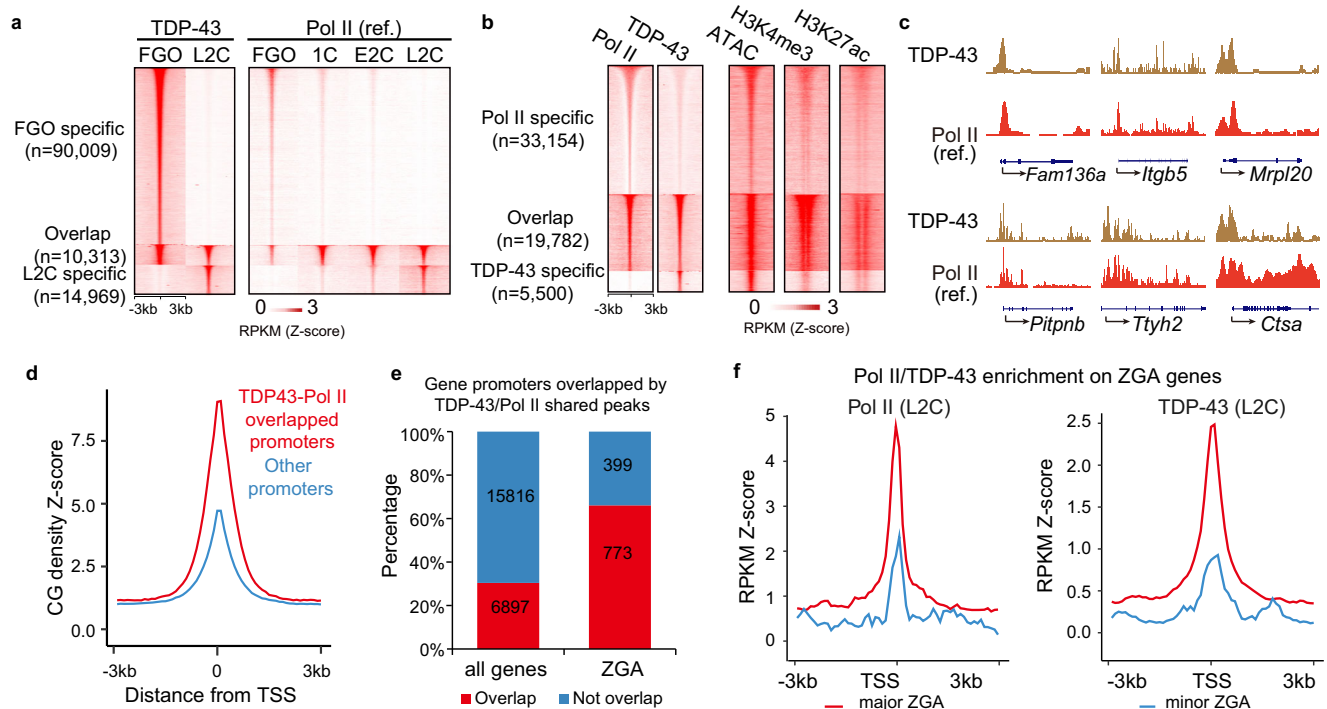 a
TDP-43
Pol II (ref.)
FGO L2C
FGO 1C E2C L2C
FGO specific
(n=90,009)
Overlap
(n=10,313)
L2C specific
(n=14,969)
-3kb 3kb
0 3
RPKM (Z-score)
b
Pol II
TDP-43
ATAC
H3K4me3
H3K27ac
Pol II specific
(n=33,154)
Overlap
(n=19,782)
TDP-43 specific
(n=5,500)
-3kb 3kb
0 3
RPKM (Z-score)
c
TDP-43
Pol II
(ref.)
Fam136a Itgb5 Mrpl20
TDP-43
Pol II
(ref.)
Pitpnb Ttyh2 Ctsa
d
TDP43-Pol II
overlapped
promoters
Other
promoters
CG density Z-score
7.5
5.0
2.5
0.0
-3kb 0 3kb
Distance from TSS
e
Gene promoters overlapped by
TDP-43/Pol II shared peaks
Percentage
100%
80%
60%
40%
20%
0%
15816
6897
399
773
all genes ZGA
Overlap Not overlap
f
Pol II/TDP-43 enrichment on ZGA genes
Pol II (L2C)
RPKM Z-score
5
4
3
2
1
0
-3kb TSS 3kb
TDP-43 (L2C)
RPKM Z-score
2.5
2.0
1.0
0.5
0.0
-3kb TSS 3kb
major ZGA minor ZGA